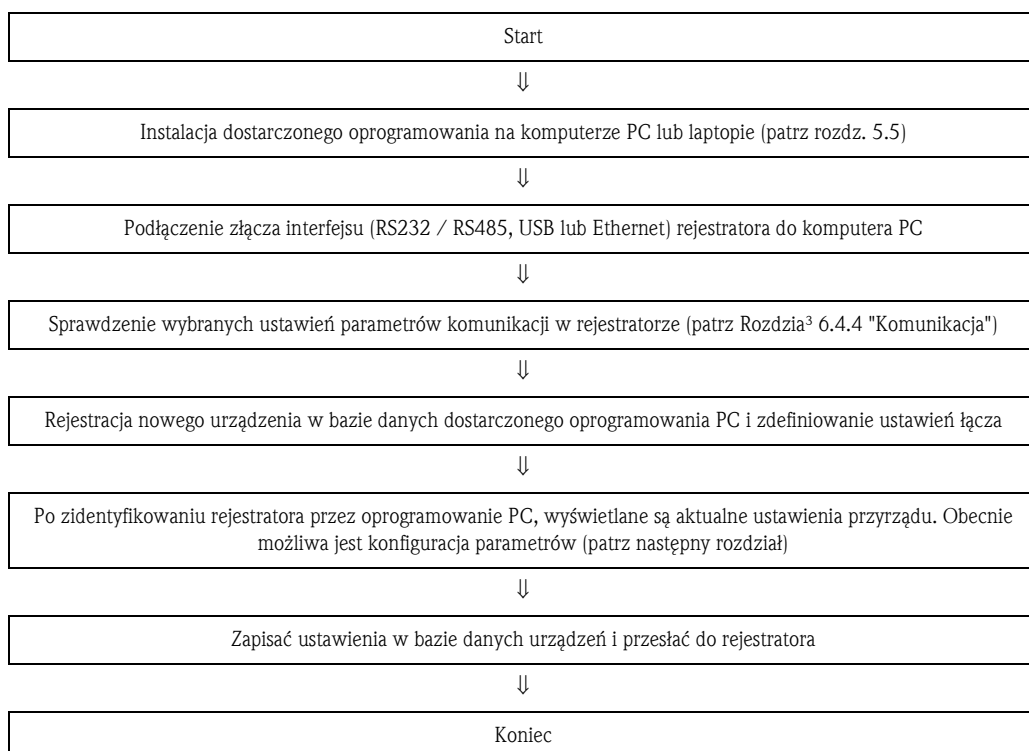 Start
⇓
Instalacja dostarczonego oprogramowania na komputerze PC lub laptopie (patrz rozdz. 5.5)
⇓
Podłączenie złącza interfejsu (RS232 / RS485, USB lub Ethernet) rejestratora do komputera PC
⇓
Sprawdzenie wybranych ustawień parametrów komunikacji w rejestratorze (patrz Rozdzia³ 6.4.4 "Komunikacja")
⇓
Rejestracja nowego urządzenia w bazie danych dostarczonego oprogramowania PC i zdefiniowanie ustawień łącza
⇓
Po zidentyfikowaniu rejestratora przez oprogramowanie PC, wyświetlane są aktualne ustawienia przyrządu. Obecnie
możliwa jest konfiguracja parametrów (patrz następny rozdział)
⇓
Zapisać ustawienia w bazie danych urządzeń i przesłać do rejestratora
⇓
Koniec